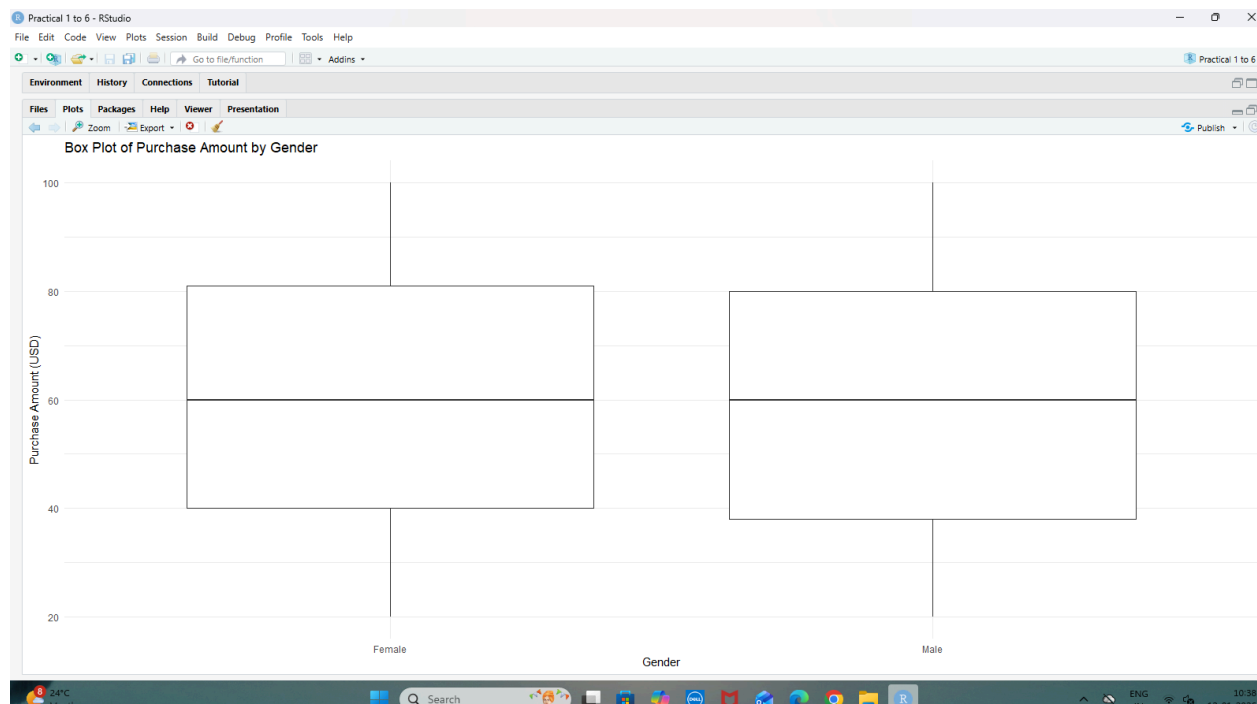 Practical 1 to 6 - RStudio
File Edit Code View Plots Session Build Debug Profile Tools Help
Go to file/function Addins Practical 1 to 6
Environment History Connections Tutorial
Files Plots Packages Help Viewer Presentation
Zoom Export Publish
Box Plot of Purchase Amount by Gender
Purchase Amount (USD)
100
80
60
40
20
Female Male
Gender
8 24°C
Search
DELL
R
ENG
10:38